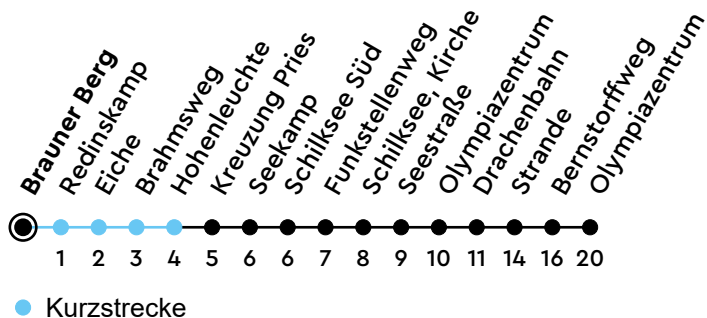 Brauner Berg
Redinskamp
Eiche
Brahmsweg
Hohenleuchte
Kreuzung Pries
Seekamp
Schilksee Süd
Funkstellenweg
Schilksee, Kirche
Seestraße
Olympiazentrum
Drachenbahn
Strande
Bernstorffweg
Olympiazentrum
1 2 3 4 5 6 6 7 8 9 10 11 14 16 20
Kurzstrecke